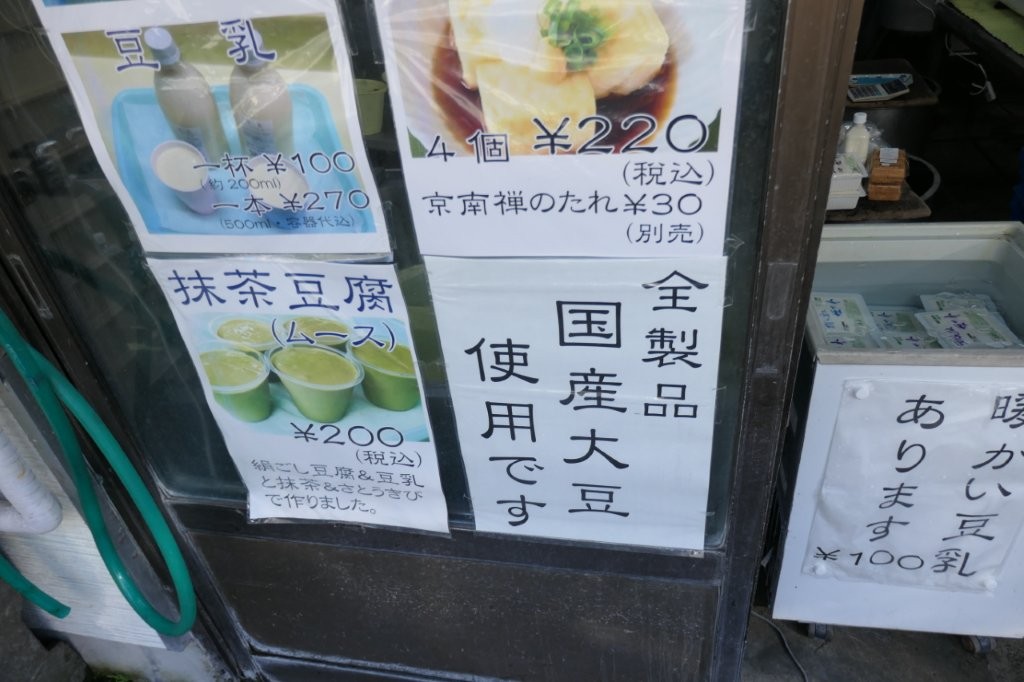 豆乳
一杯 ¥100
(約200ml)
一本 ¥270
(500ml・容器代込)
4個 ¥220
(税込)
京南禅のたれ¥30
(別売)
抹茶豆腐
(ムース)
¥200
(税込)
絹ごし豆腐&豆乳
と抹茶&さとうきび
で作りました。
全製品
国産大豆
使用です
暖かい豆乳
あります
¥100